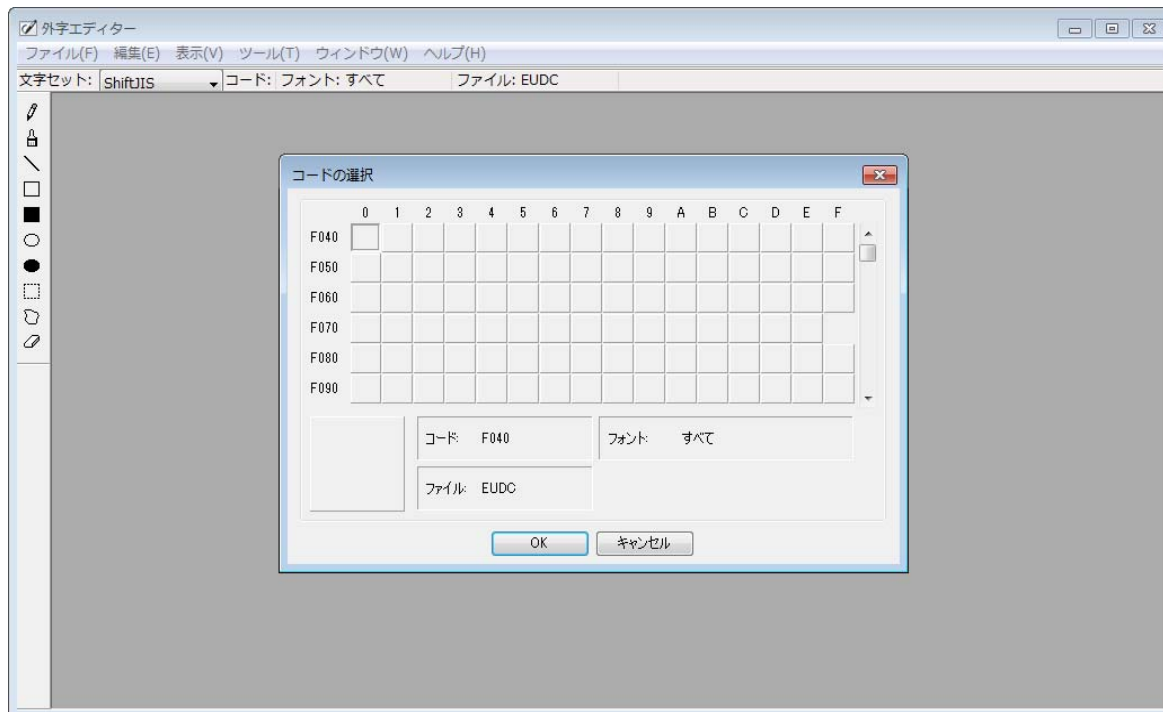 外字エディター
ファイル(F) 編集(E) 表示(V) ツール(T) ウィンドウ(W) ヘルプ(H)
文字セット: ShiftJIS コード: フォント: すべて ファイル: EUDC
コードの選択
0 1 2 3 4 5 6 7 8 9 A B C D E F
F040
F050
F060
F070
F080
F090
コード: F040 フォント: すべて
ファイル: EUDC
OK キャンセル